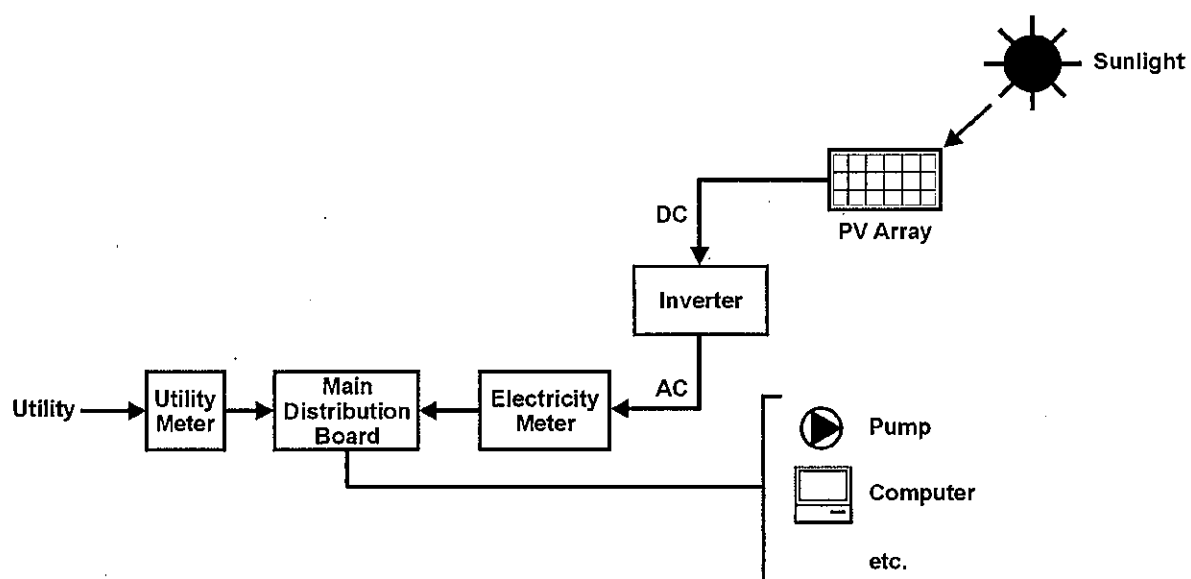 Sunlight
PV Array
DC
Inverter
AC
Utility
Utility
Meter
Main
Distribution
Board
Electricity
Meter
Pump
Computer
etc.